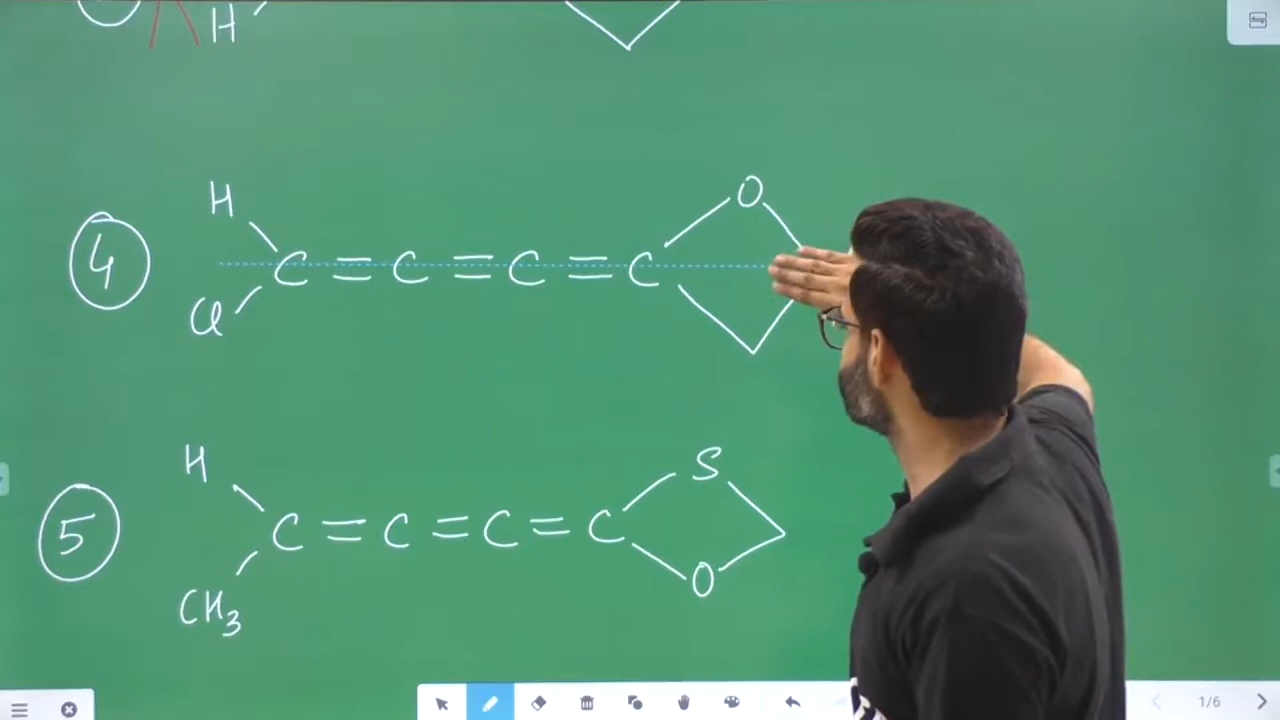 H
H
O
④ C = C = C = C
Cl
H
S
⑤ C = C = C = C
O
CH₃
1/6